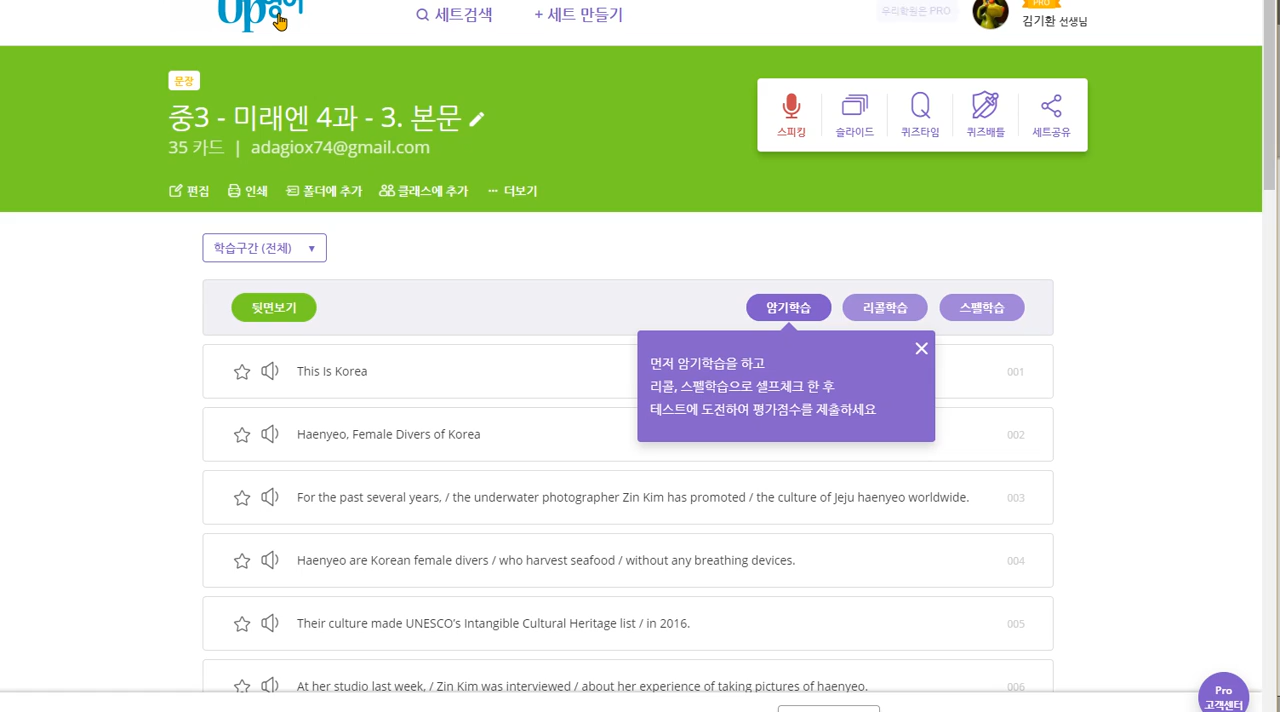 세트검색
+ 세트 만들기
우리학원은 PRO
PRO
김기환 선생님
문장
중3 - 미래엔 4과 - 3. 본문
35 카드 | adagiox74@gmail.com
편집
인쇄
폴더에 추가
클래스에 추가
··· 더보기
스피킹
슬라이드
퀴즈타임
퀴즈배틀
세트공유
학습구간 (전체) ▼
뒷면보기
암기학습
리콜학습
스펠학습
먼저 암기학습을 하고
리콜, 스펠학습으로 셀프체크 한 후
테스트에 도전하여 평가점수를 제출하세요
This Is Korea 001
Haenyeo, Female Divers of Korea 002
For the past several years, / the underwater photographer Zin Kim has promoted / the culture of Jeju haenyeo worldwide. 003
Haenyeo are Korean female divers / who harvest seafood / without any breathing devices. 004
Their culture made UNESCO’s Intangible Cultural Heritage list / in 2016. 005
At her studio last week, / Zin Kim was interviewed / about her experience of taking pictures of haenyeo. 006
Pro
고객센터